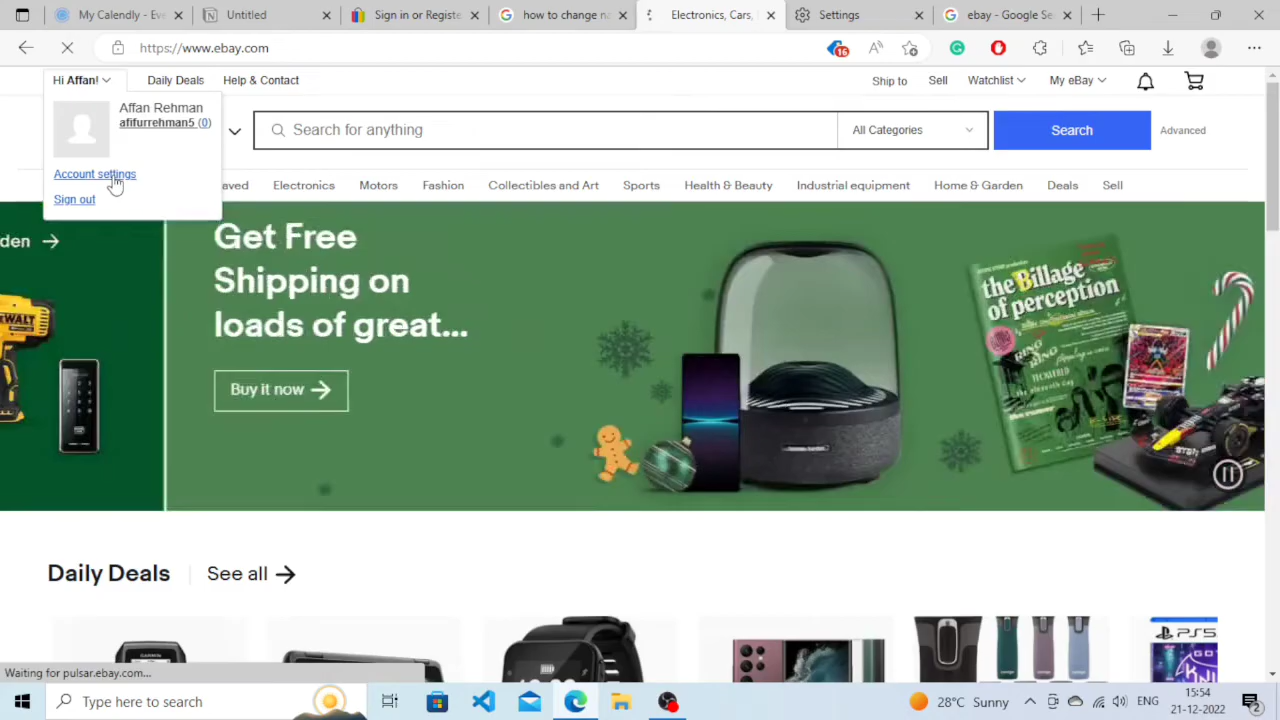 My Calendly - Eve
Untitled
Sign in or Registe
how to change na
Electronics, Cars,
Settings
ebay - Google Se
https://www.ebay.com
16
Hi Affan!
Daily Deals
Help & Contact
Ship to
Sell
Watchlist
My eBay
Affan Rehman
afifurrehman5 (0)
Account settings
Sign out
Search for anything
All Categories
Search
Advanced
aved
Electronics
Motors
Fashion
Collectibles and Art
Sports
Health & Beauty
Industrial equipment
Home & Garden
Deals
Sell
den
Get Free
Shipping on
loads of great...
Buy it now
DEWALT
the Billage
of perception
Daily Deals
See all
GARMIN
PS5
Waiting for pulsar.ebay.com...
Type here to search
28°C Sunny
ENG
15:54
21-12-2022
2